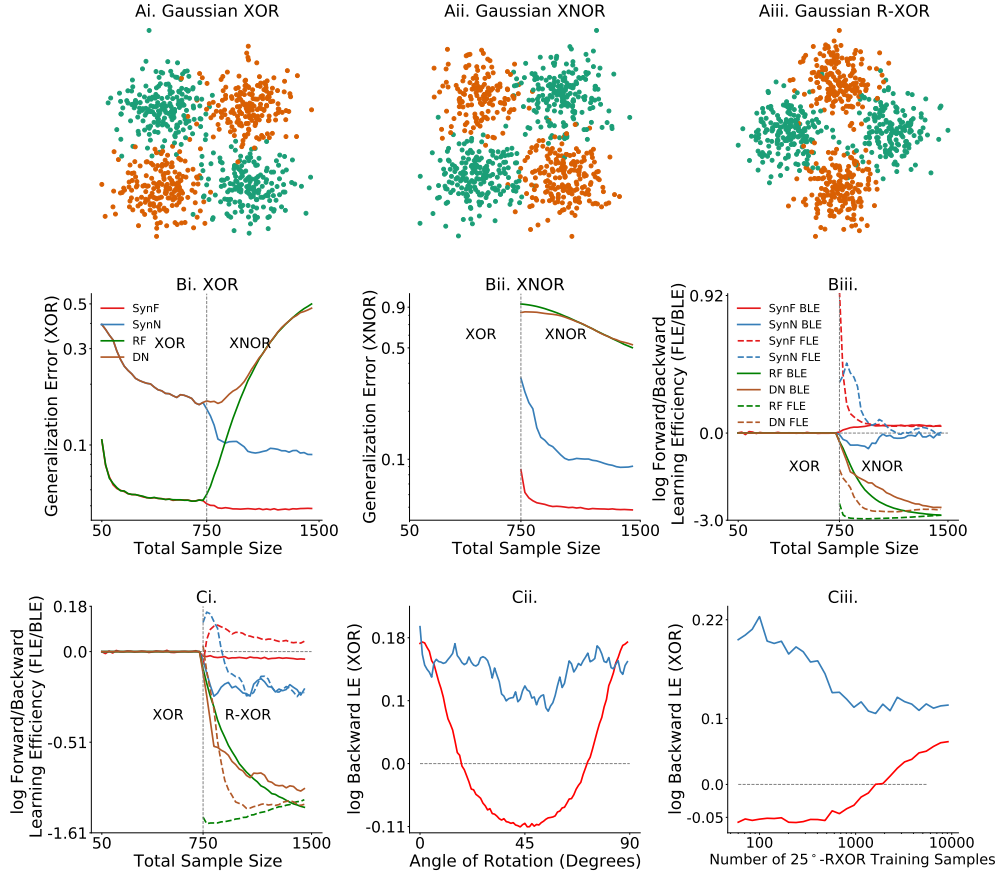 Ai. Gaussian XOR
Aii. Gaussian XNOR
Aiii. Gaussian R-XOR
Bi. XOR
Generalization Error (XOR)
0.5
0.3
0.1
SynF
SynN
RF
DN
XOR
XNOR
50
750
1500
Total Sample Size
Bii. XNOR
Generalization Error (XNOR)
0.9
0.5
0.1
XOR
XNOR
50
750
1500
Total Sample Size
Biii.
log Forward/Backward
Learning Efficiency (FLE/BLE)
0.92
0.0
-3.0
SynF BLE
SynN BLE
SynF FLE
SynN FLE
RF BLE
DN BLE
RF FLE
DN FLE
XOR
XNOR
50
750
1500
Total Sample Size
Ci.
log Forward/Backward
Learning Efficiency (FLE/BLE)
0.18
0.0
-0.51
-1.61
XOR
R-XOR
50
750
1500
Total Sample Size
Cii.
log Backward LE (XOR)
0.18
0.1
0.0
-0.11
0
45
90
Angle of Rotation (Degrees)
Ciii.
log Backward LE (XOR)
0.22
0.1
0.0
-0.05
100
1000
10000
Number of 25°-RXOR Training Samples